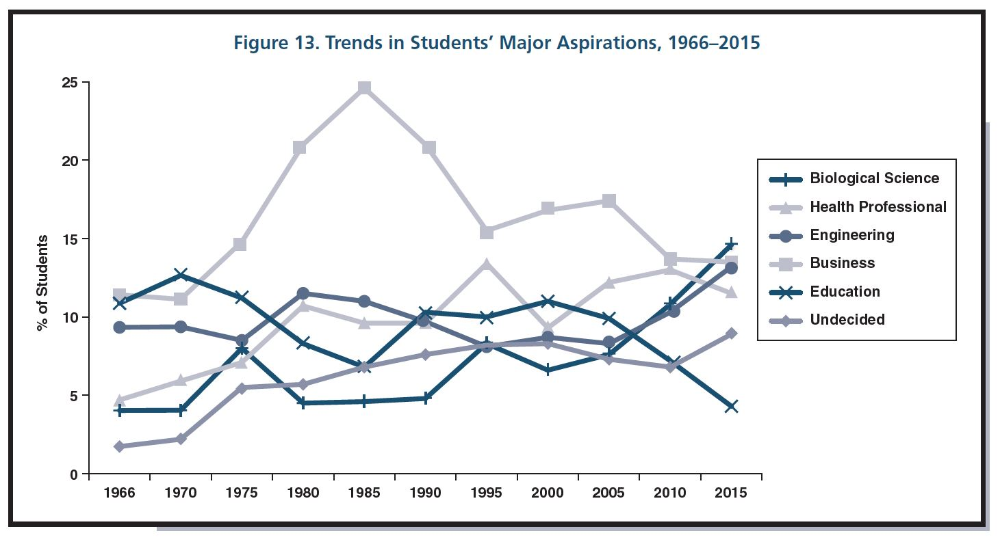 Figure 13. Trends in Students’ Major Aspirations, 1966–2015
% of Students
25
20
15
10
5
0
1966 1970 1975 1980 1985 1990 1995 2000 2005 2010 2015
Biological Science
Health Professional
Engineering
Business
Education
Undecided